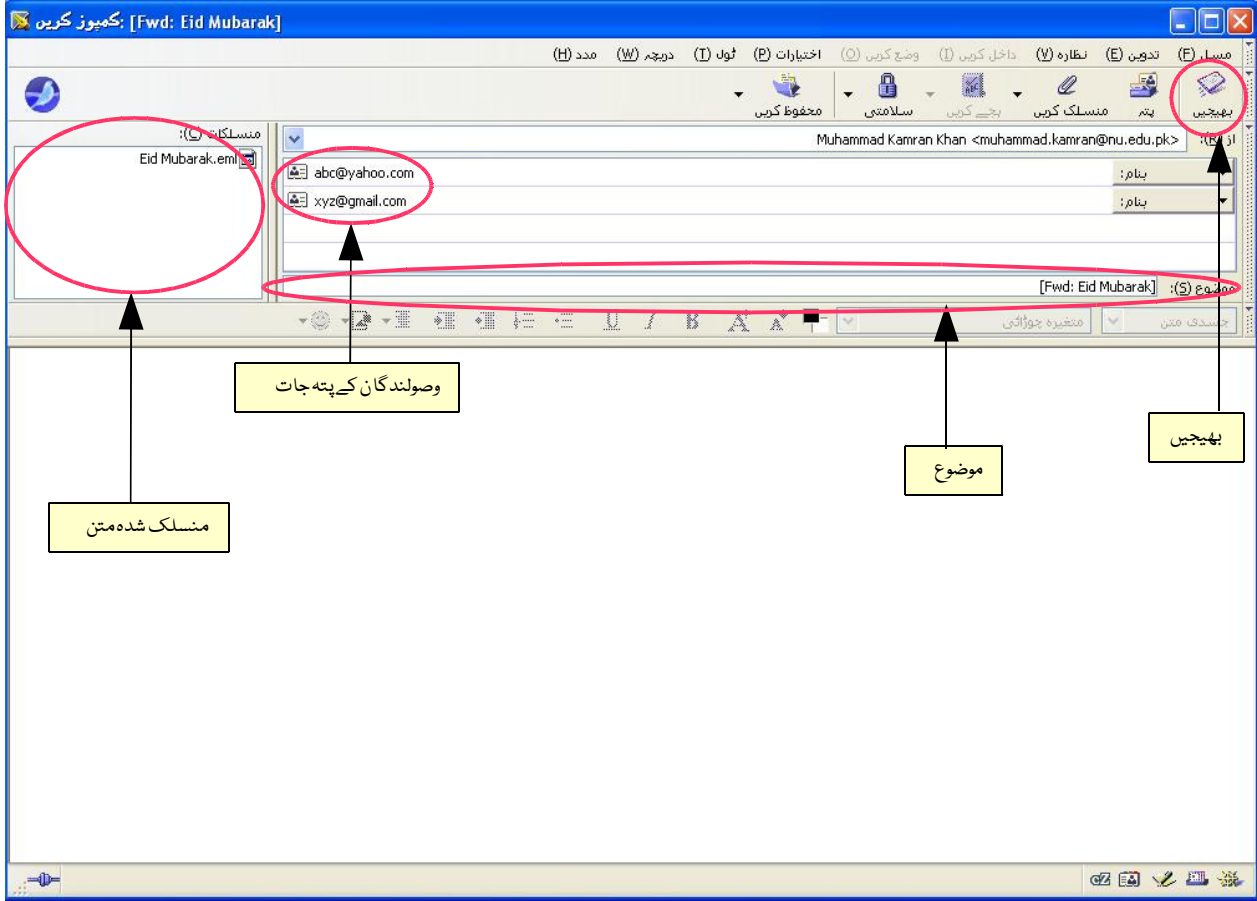 کمپوز کریں: [Fwd: Eid Mubarak]
مسل (F) تدوین (E) نظارہ (V) داخل کریں (I) وضع کریں (O) اختیارات (P) ٹول (T) دریچہ (W) مدد (H)
بھیجیں پتہ منسلک کریں ہجے کریں سلامتی محفوظ کریں
از (R): Muhammad Kamran Khan <muhammad.kamran@nu.edu.pk>
منسلکات (C):
بنام: abc@yahoo.com
Eid Mubarak.eml
بنام: xyz@gmail.com
موضوع (S): [Fwd: Eid Mubarak]
جسدی متن متغیرہ چوڑائی
وصولندگان کے پتہ جات
بھیجیں
موضوع
منسلک شدہ متن